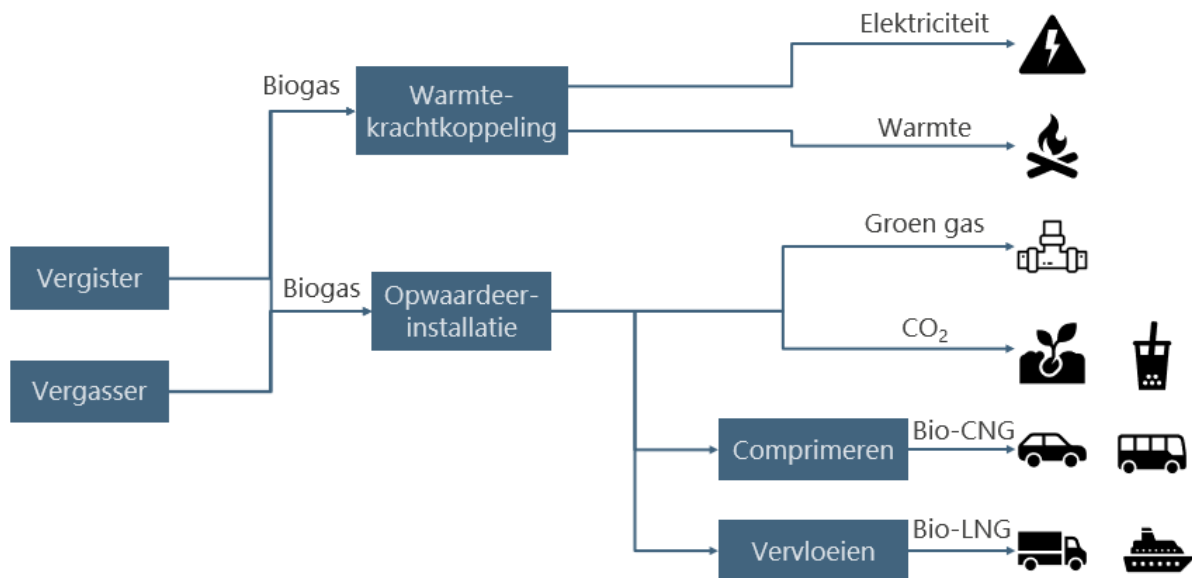 Elektriciteit
Biogas
Warmte-
krachtkoppeling
Warmte
Groen gas
Vergister
Biogas
Opwaardeer-
installatie
CO₂
Vergasser
Comprimeren
Bio-CNG
Vervloeien
Bio-LNG